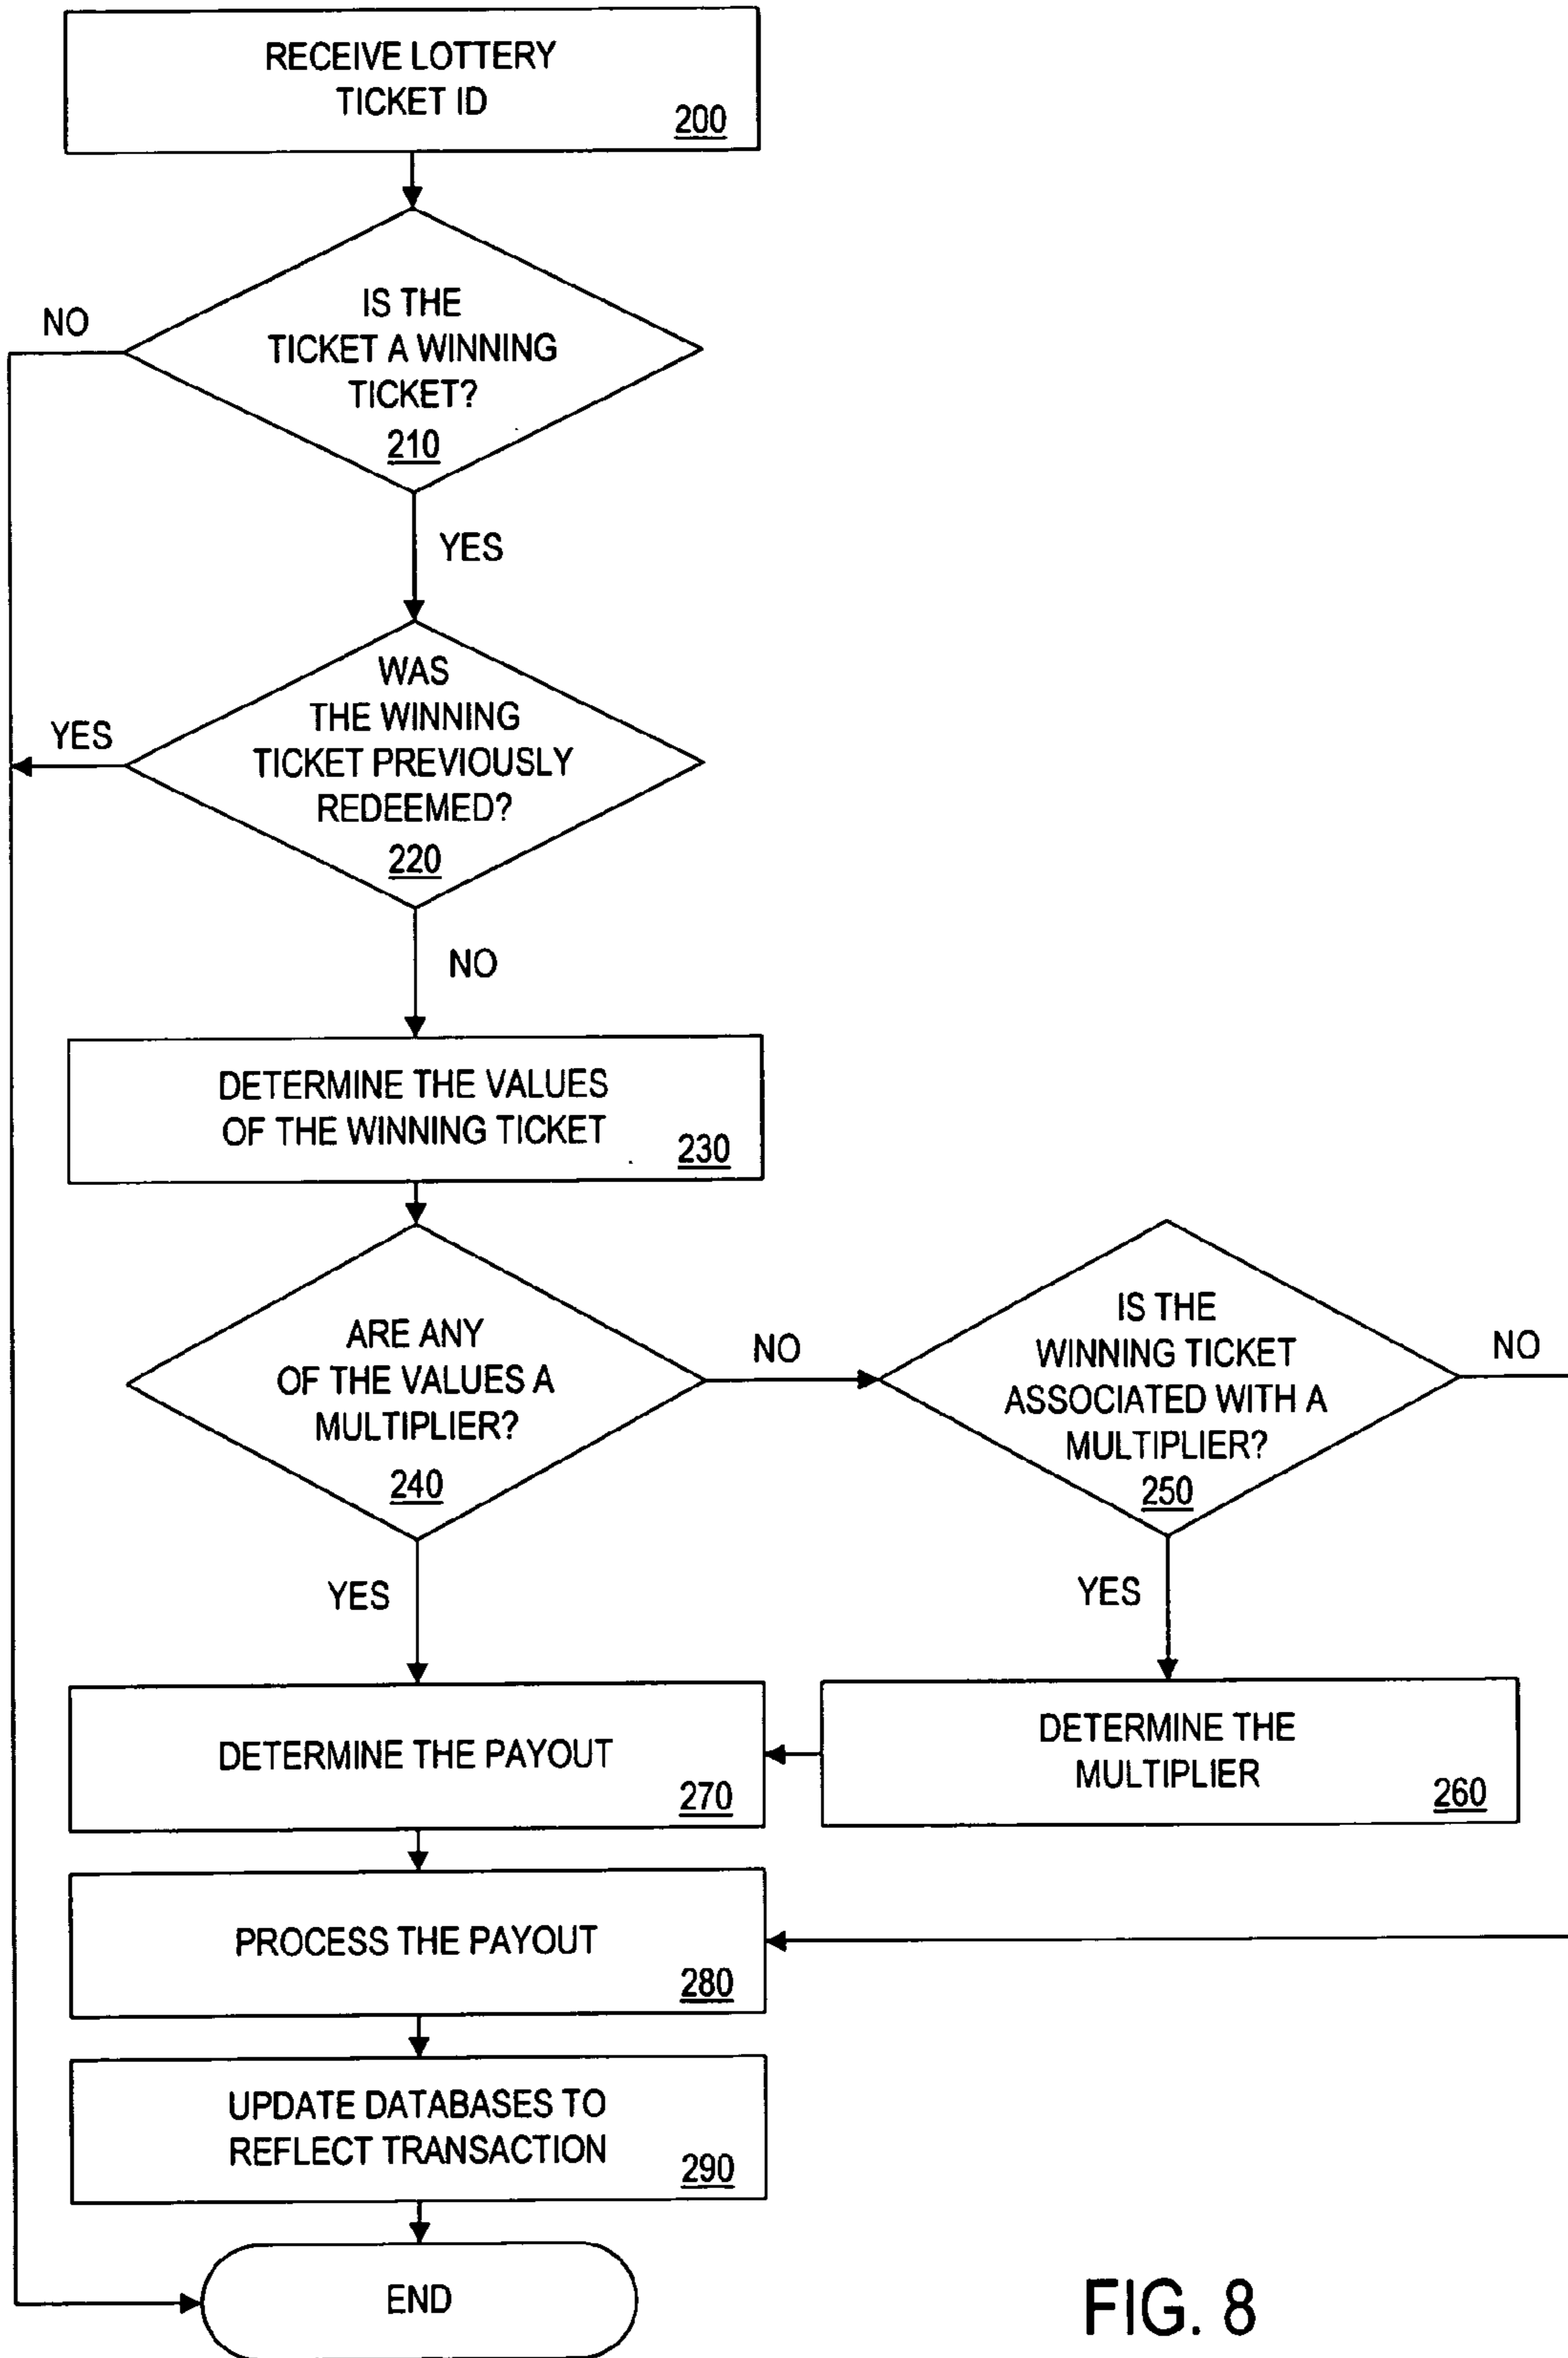 RECEIVE LOTTERY
TICKET ID
200
IS THE
TICKET A WINNING
TICKET?
210
NO
YES
WAS
THE WINNING
TICKET PREVIOUSLY
REDEEMED?
220
YES
NO
DETERMINE THE VALUES
OF THE WINNING TICKET
230
ARE ANY
OF THE VALUES A
MULTIPLIER?
240
NO
YES
IS THE
WINNING TICKET
ASSOCIATED WITH A
MULTIPLIER?
250
NO
YES
DETERMINE THE PAYOUT
270
DETERMINE THE
MULTIPLIER
260
PROCESS THE PAYOUT
280
UPDATE DATABASES TO
REFLECT TRANSACTION
290
END
FIG. 8